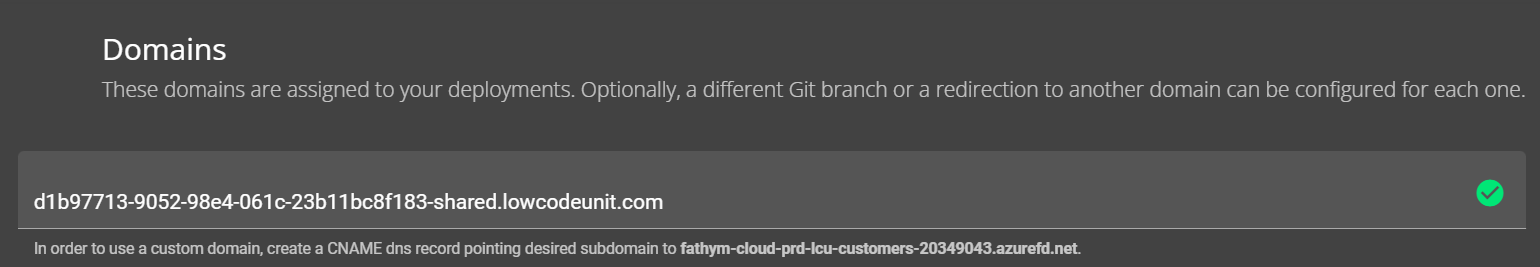 Domains
These domains are assigned to your deployments. Optionally, a different Git branch or a redirection to another domain can be configured for each one.
d1b97713-9052-98e4-061c-23b11bc8f183-shared.lowcodeunit.com
In order to use a custom domain, create a CNAME dns record pointing desired subdomain to fathym-cloud-prd-lcu-customers-20349043.azurefd.net.